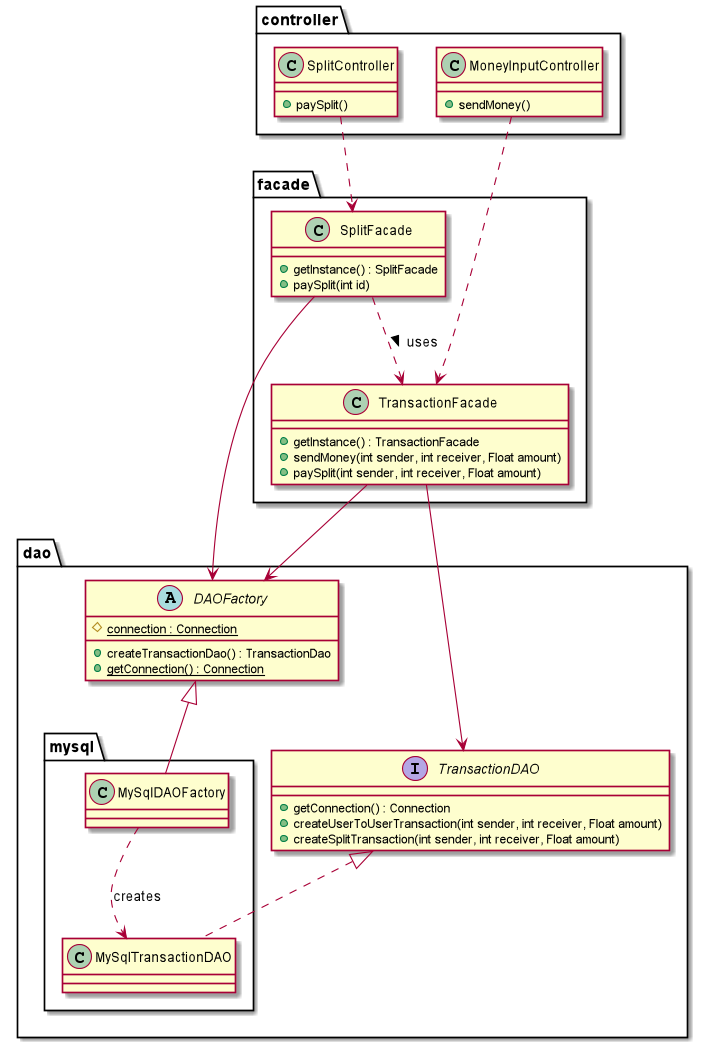 controller
C SplitController
paySplit()
C MoneyInputController
sendMoney()
facade
C SplitFacade
getInstance() : SplitFacade
paySplit(int id)
uses
C TransactionFacade
getInstance() : TransactionFacade
sendMoney(int sender, int receiver, Float amount)
paySplit(int sender, int receiver, Float amount)
dao
A DAOFactory
connection : Connection
createTransactionDao() : TransactionDao
getConnection() : Connection
mysql
C MySqlDAOFactory
I TransactionDAO
getConnection() : Connection
createUserToUserTransaction(int sender, int receiver, Float amount)
createSplitTransaction(int sender, int receiver, Float amount)
creates
C MySqlTransactionDAO